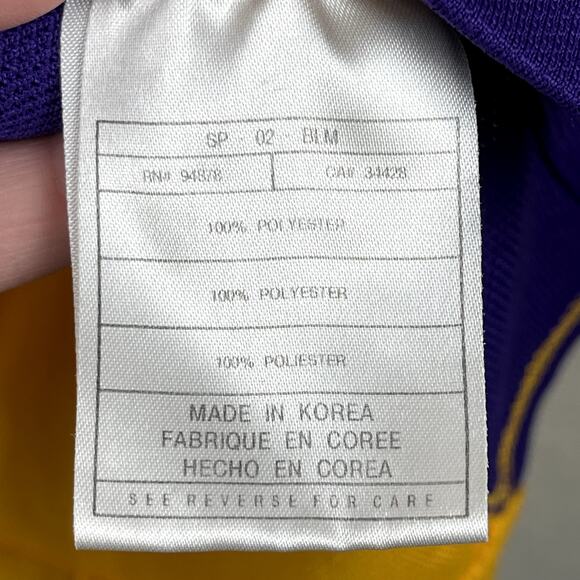 SP - 02 - BLM
RN# 94878 CA# 34428
100% POLYESTER
100% POLYESTER
100% POLIESTER
MADE IN KOREA
FABRIQUE EN COREE
HECHO EN COREA
SEE REVERSE FOR CARE